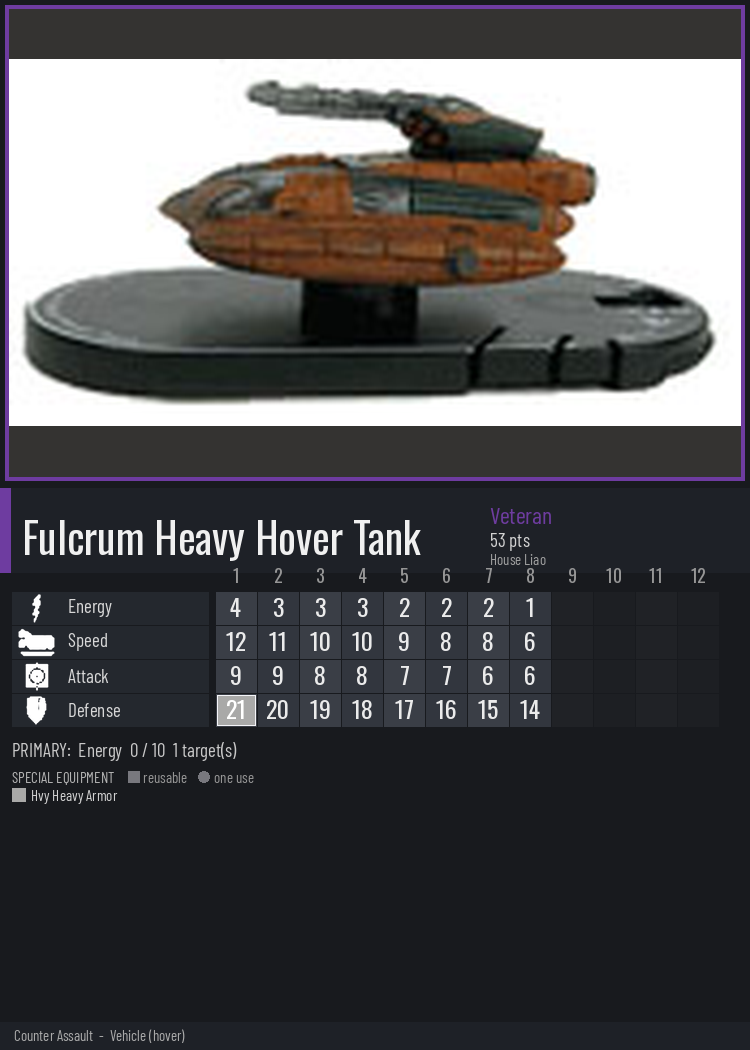 Fulcrum Heavy Hover Tank
Veteran
53 pts
House Liao
1 2 3 4 5 6 7 8 9 10 11 12
Energy 4 3 3 3 2 2 2 1
Speed 12 11 10 10 9 8 8 6
Attack 9 9 8 8 7 7 6 6
Defense 21 20 19 18 17 16 15 14
PRIMARY: Energy 0 / 10 1 target(s)
SPECIAL EQUIPMENT reusable one use
Hvy Heavy Armor
Counter Assault - Vehicle (hover)